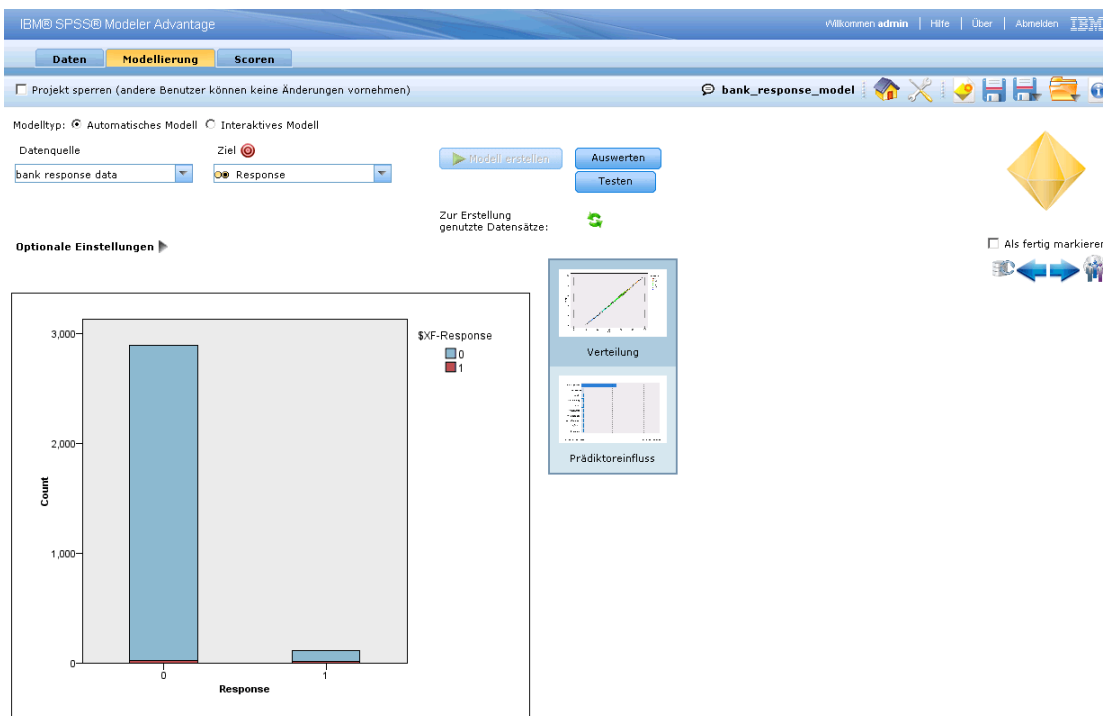 IBM® SPSS® Modeler Advantage
Willkommen admin | Hilfe | Über | Abmelden IBM
Daten Modellierung Scoren
Projekt sperren (andere Benutzer können keine Änderungen vornehmen)
bank_response_model
Modelltyp: Automatisches Modell Interaktives Modell
Datenquelle Ziel
bank response data Response
Modell erstellen
Auswerten
Testen
Zur Erstellung
genutzte Datensätze:
Optionale Einstellungen
Als fertig markieren
3,000
2,000
1,000
0
Count
0 1
Response
$XF-Response
0
1
Verteilung
Prädiktoreinfluss